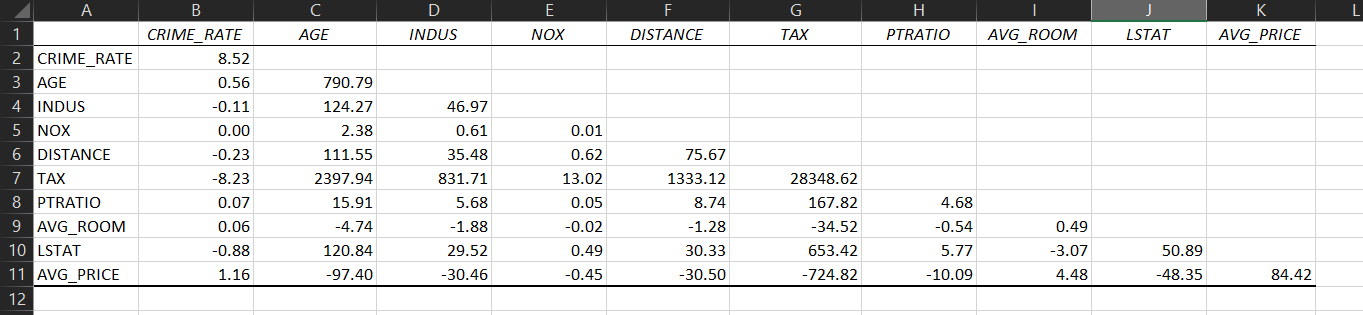 A B C D E F G H I J K L
1 CRIME_RATE AGE INDUS NOX DISTANCE TAX PTRATIO AVG_ROOM LSTAT AVG_PRICE
2 CRIME_RATE 8.52
3 AGE 0.56 790.79
4 INDUS -0.11 124.27 46.97
5 NOX 0.00 2.38 0.61 0.01
6 DISTANCE -0.23 111.55 35.48 0.62 75.67
7 TAX -8.23 2397.94 831.71 13.02 1333.12 28348.62
8 PTRATIO 0.07 15.91 5.68 0.05 8.74 167.82 4.68
9 AVG_ROOM 0.06 -4.74 -1.88 -0.02 -1.28 -34.52 -0.54 0.49
10 LSTAT -0.88 120.84 29.52 0.49 30.33 653.42 5.77 -3.07 50.89
11 AVG_PRICE 1.16 -97.40 -30.46 -0.45 -30.50 -724.82 -10.09 4.48 -48.35 84.42
12